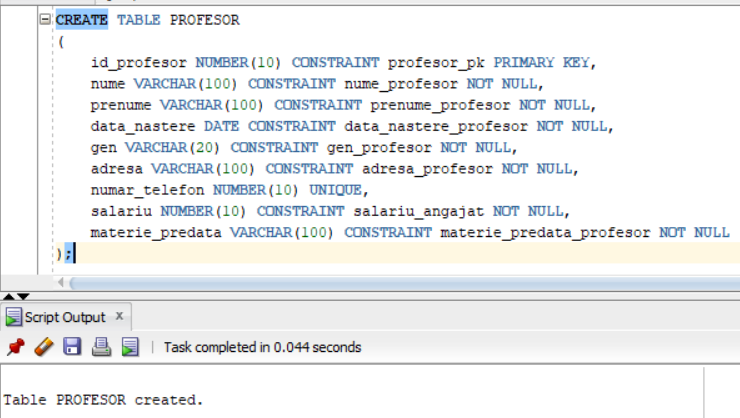 CREATE TABLE PROFESOR
(
id_profesor NUMBER(10) CONSTRAINT profesor_pk PRIMARY KEY,
nume VARCHAR(100) CONSTRAINT nume_profesor NOT NULL,
prenume VARCHAR(100) CONSTRAINT prenume_profesor NOT NULL,
data_nastere DATE CONSTRAINT data_nastere_profesor NOT NULL,
gen VARCHAR(20) CONSTRAINT gen_profesor NOT NULL,
adresa VARCHAR(100) CONSTRAINT adresa_profesor NOT NULL,
numar_telefon NUMBER(10) UNIQUE,
salariu NUMBER(10) CONSTRAINT salariu_angajat NOT NULL,
materie_predata VARCHAR(100) CONSTRAINT materie_predata_profesor NOT NULL
);
Script Output x
Task completed in 0.044 seconds
Table PROFESOR created.